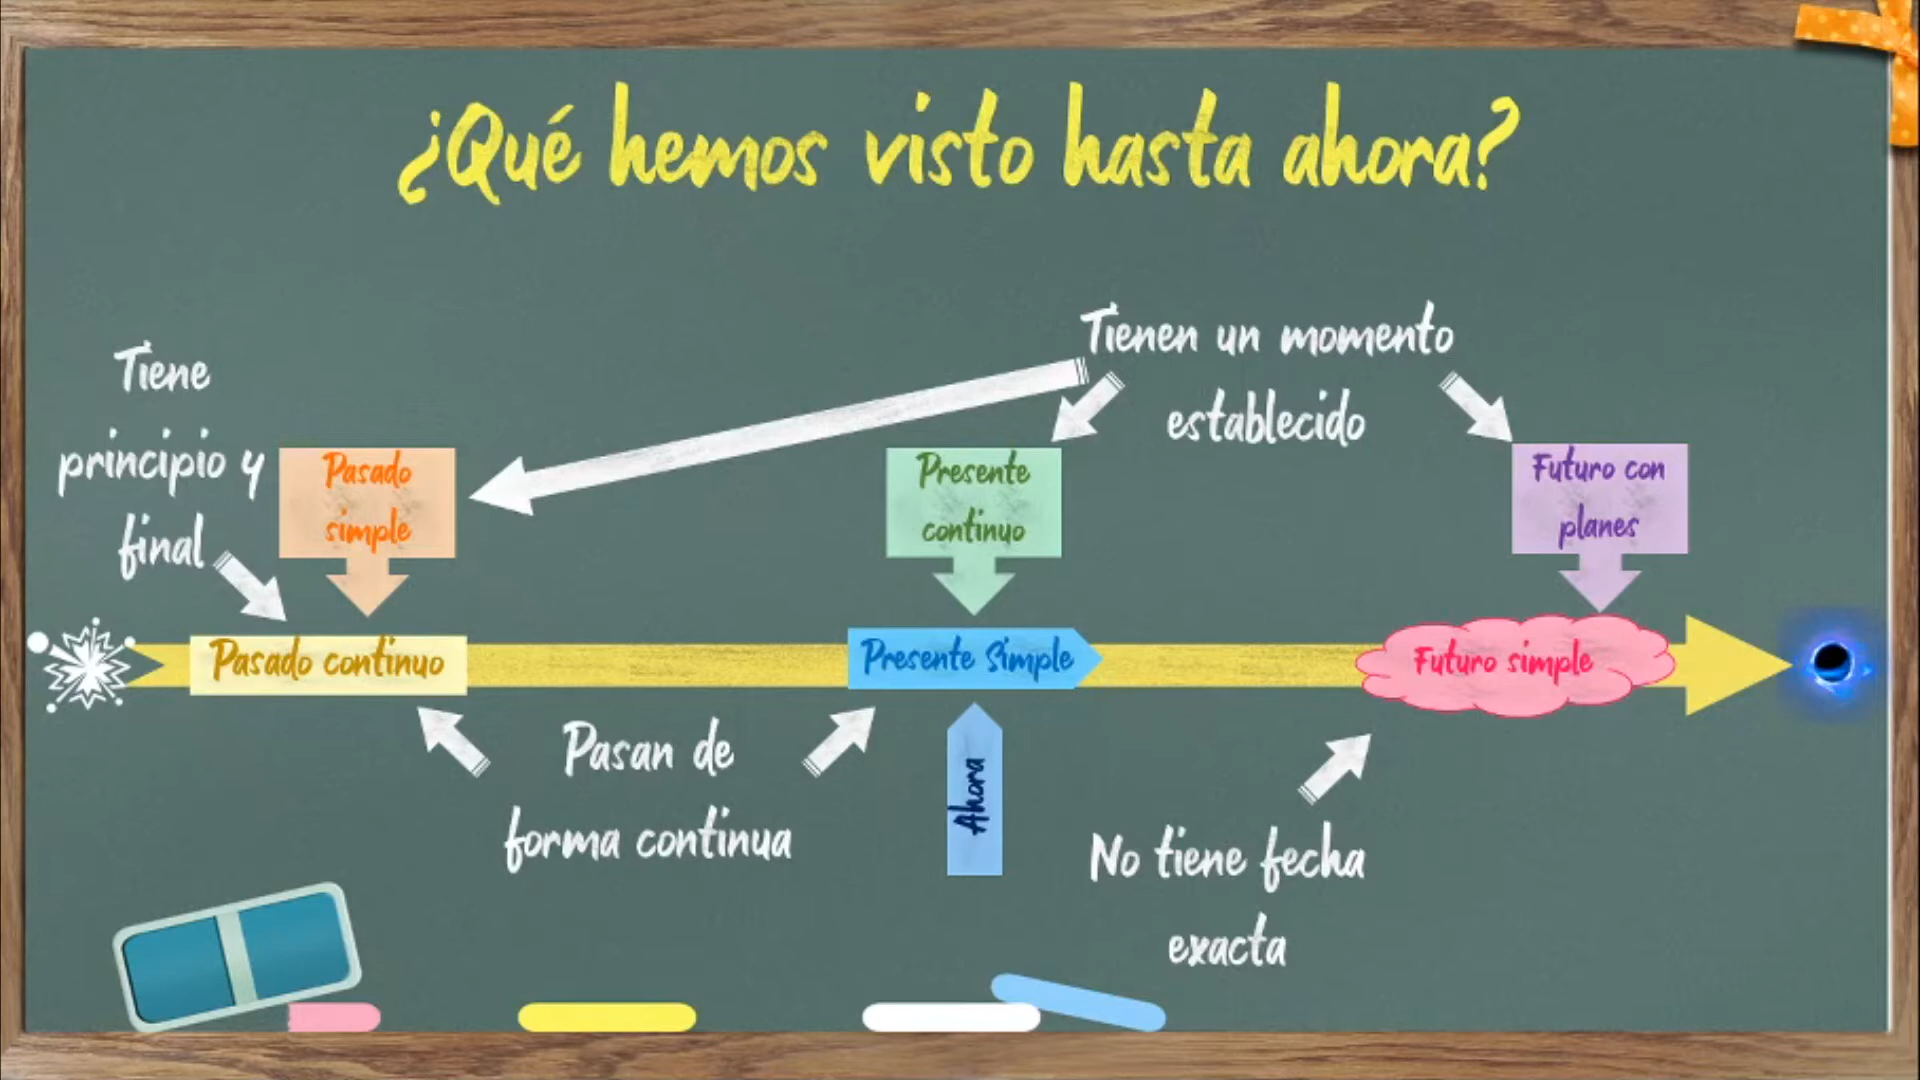 ¿Qué hemos visto hasta ahora?
Tienen un momento
establecido
Tiene
principio y
final
Pasado
simple
Presente
continuo
Futuro con
planes
Pasado continuo
Presente Simple
Futuro simple
Pasan de
forma continua
Ahora
No tiene fecha
exacta